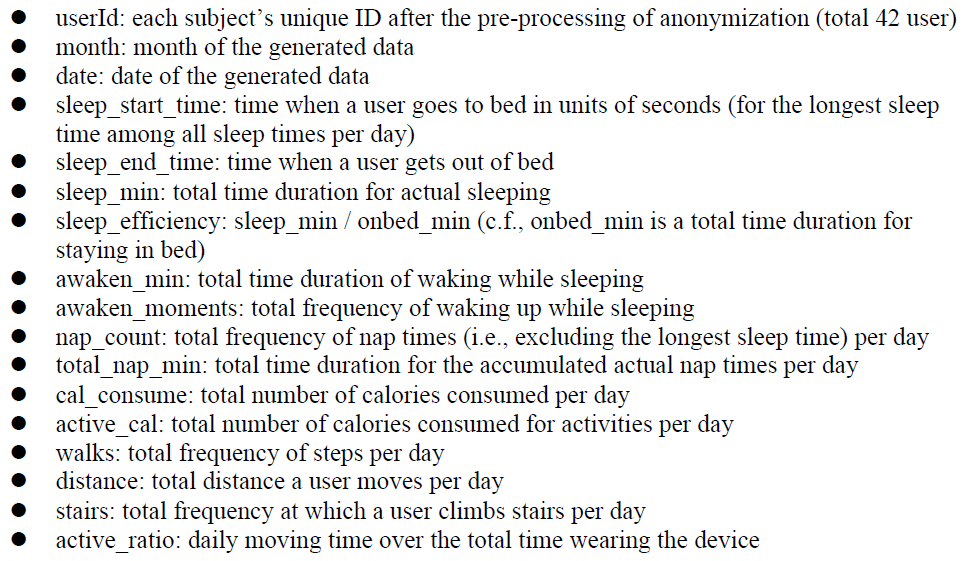 ● userId: each subject’s unique ID after the pre-processing of anonymization (total 42 user)
● month: month of the generated data
● date: date of the generated data
● sleep_start_time: time when a user goes to bed in units of seconds (for the longest sleep
time among all sleep times per day)
● sleep_end_time: time when a user gets out of bed
● sleep_min: total time duration for actual sleeping
● sleep_efficiency: sleep_min / onbed_min (c.f., onbed_min is a total time duration for
staying in bed)
● awaken_min: total time duration of waking while sleeping
● awaken_moments: total frequency of waking up while sleeping
● nap_count: total frequency of nap times (i.e., excluding the longest sleep time) per day
● total_nap_min: total time duration for the accumulated actual nap times per day
● cal_consume: total number of calories consumed per day
● active_cal: total number of calories consumed for activities per day
● walks: total frequency of steps per day
● distance: total distance a user moves per day
● stairs: total frequency at which a user climbs stairs per day
● active_ratio: daily moving time over the total time wearing the device